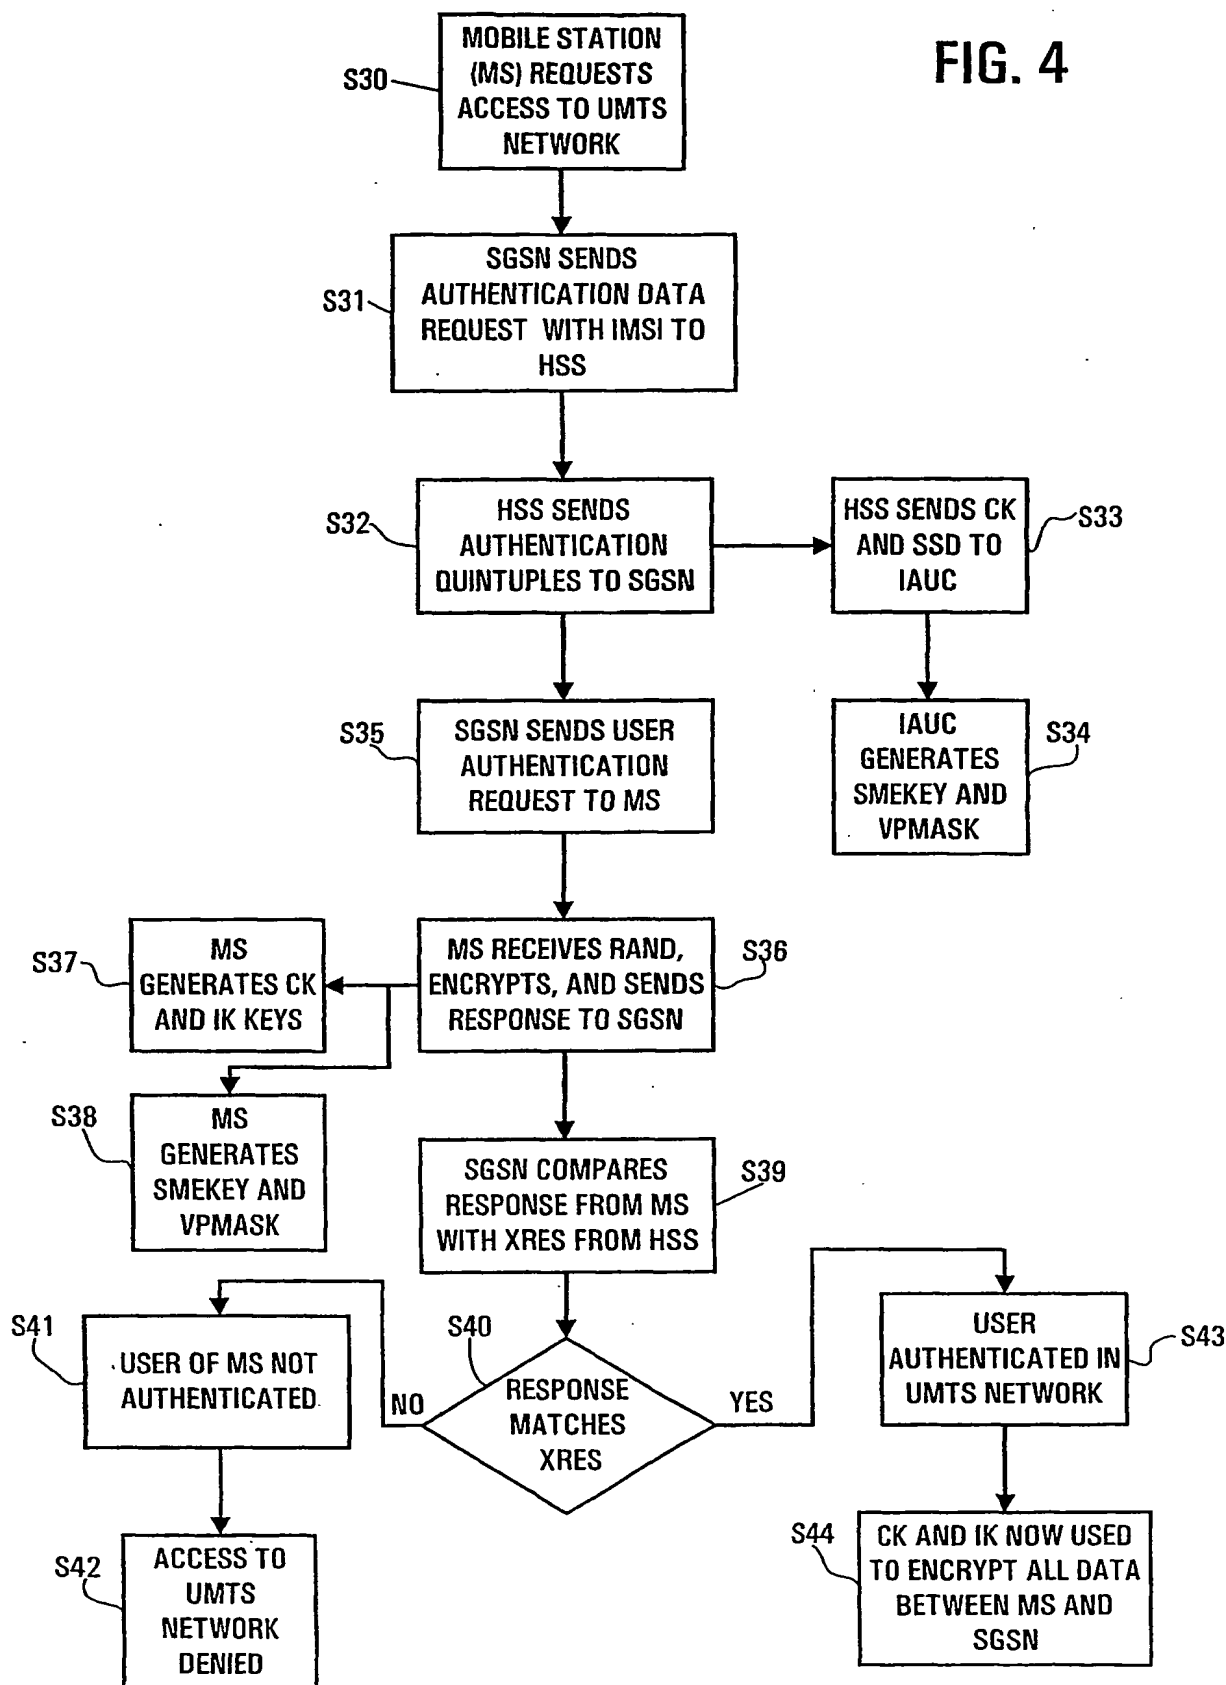 FIG. 4
S30
MOBILE STATION
(MS) REQUESTS
ACCESS TO UMTS
NETWORK
S31
SGSN SENDS
AUTHENTICATION DATA
REQUEST WITH IMSI TO
HSS
S32
HSS SENDS
AUTHENTICATION
QUINTUPLES TO SGSN
HSS SENDS CK
AND SSD TO
IAUC
S33
S35
SGSN SENDS USER
AUTHENTICATION
REQUEST TO MS
IAUC
GENERATES
SMEKEY AND
VPMASK
S34
S37
MS
GENERATES CK
AND IK KEYS
MS RECEIVES RAND,
ENCRYPTS, AND SENDS
RESPONSE TO SGSN
S36
S38
MS
GENERATES
SMEKEY AND
VPMASK
SGSN COMPARES
RESPONSE FROM MS
WITH XRES FROM HSS
S39
S41
USER OF MS NOT
AUTHENTICATED
S40
NO
RESPONSE
MATCHES
XRES
YES
USER
AUTHENTICATED IN
UMTS NETWORK
S43
S42
ACCESS TO
UMTS
NETWORK
DENIED
S44
CK AND IK NOW USED
TO ENCRYPT ALL DATA
BETWEEN MS AND
SGSN